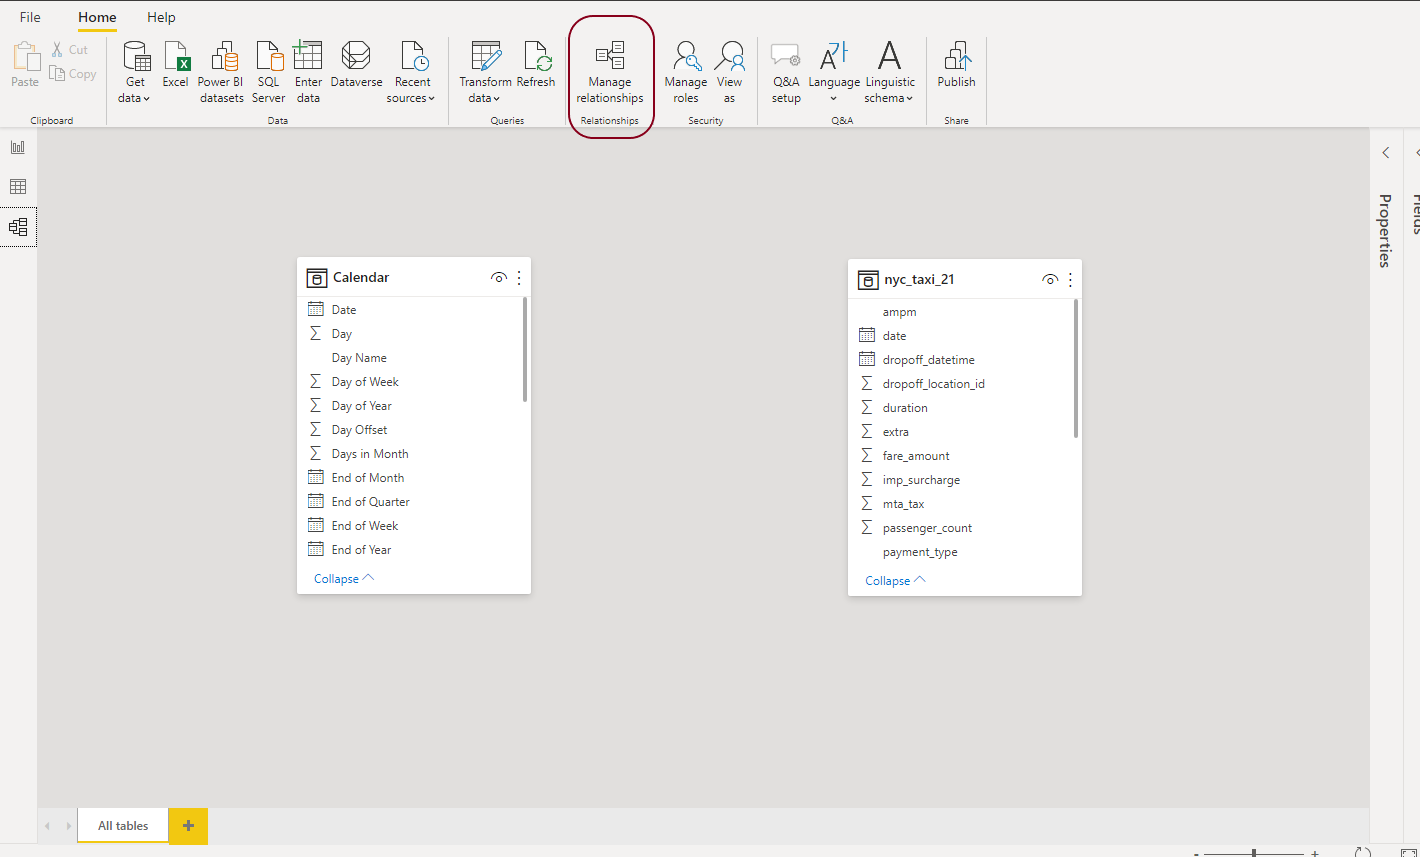 File Home Help
Paste
Cut
Copy
Clipboard
Get data
Excel
Power BI datasets
SQL Server
Enter data
Dataverse
Recent sources
Data
Transform data
Refresh
Queries
Manage relationships
Relationships
Manage roles
View as
Security
Q&A setup
Language
Linguistic schema
Q&A
Publish
Share
Calendar
Date
Day
Day Name
Day of Week
Day of Year
Day Offset
Days in Month
End of Month
End of Quarter
End of Week
End of Year
Collapse
nyc_taxi_21
ampm
date
dropoff_datetime
dropoff_location_id
duration
extra
fare_amount
imp_surcharge
mta_tax
passenger_count
payment_type
Collapse
Properties
Fields
All tables
+
- +